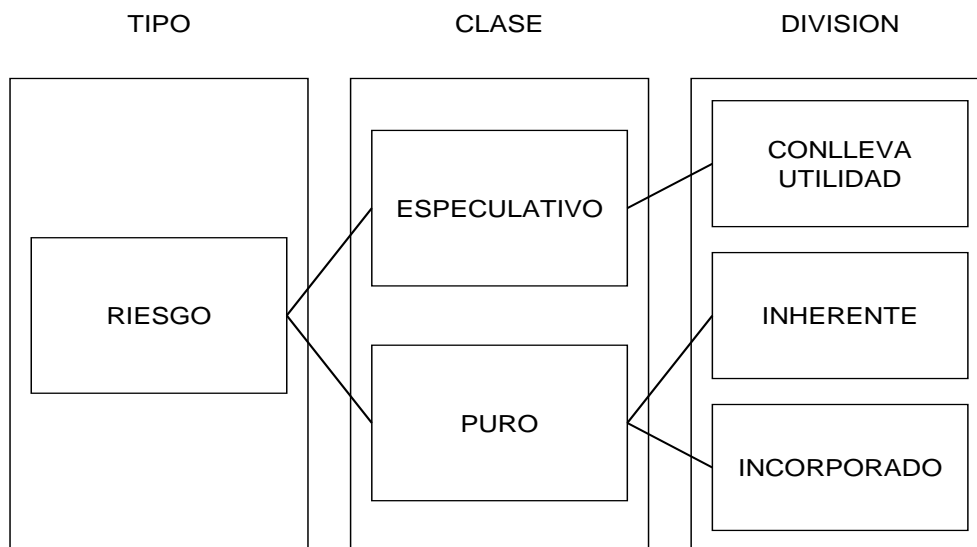 TIPO
CLASE
DIVISION
RIESGO
ESPECULATIVO
PURO
CONLLEVA
UTILIDAD
INHERENTE
INCORPORADO